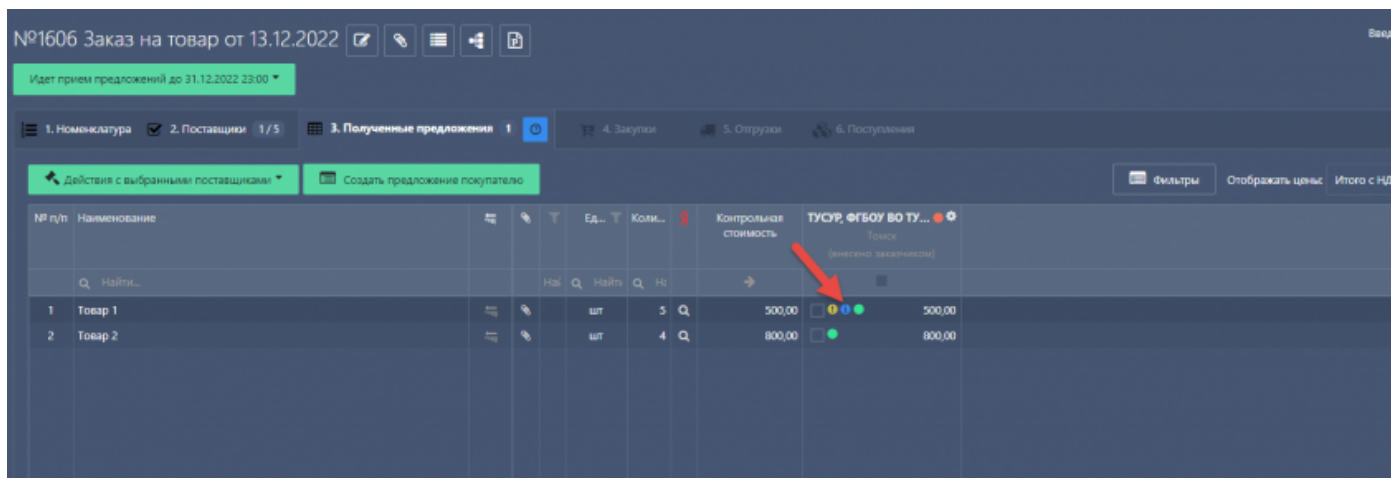 №1606 Заказ на товар от 13.12.2022
Введ
Идет прием предложений до 31.12.2022 23:00
1. Номенклатура 2. Поставщики 1/5 3. Полученные предложения 1 4. Закупки 5. Отгрузки 6. Поступления
Действия с выбранными поставщиками Создать предложение покупателю Фильтры Отображать цены: Итого с НД
№ п/п Наименование Ед... Коли... Контрольная стоимость ТУСУР, ФГБОУ ВО ТУ...
Томск
(внесено заказчиком)
Найти... Най Найти На
1 Товар 1 шт 5 500,00 500,00
2 Товар 2 шт 4 800,00 800,00